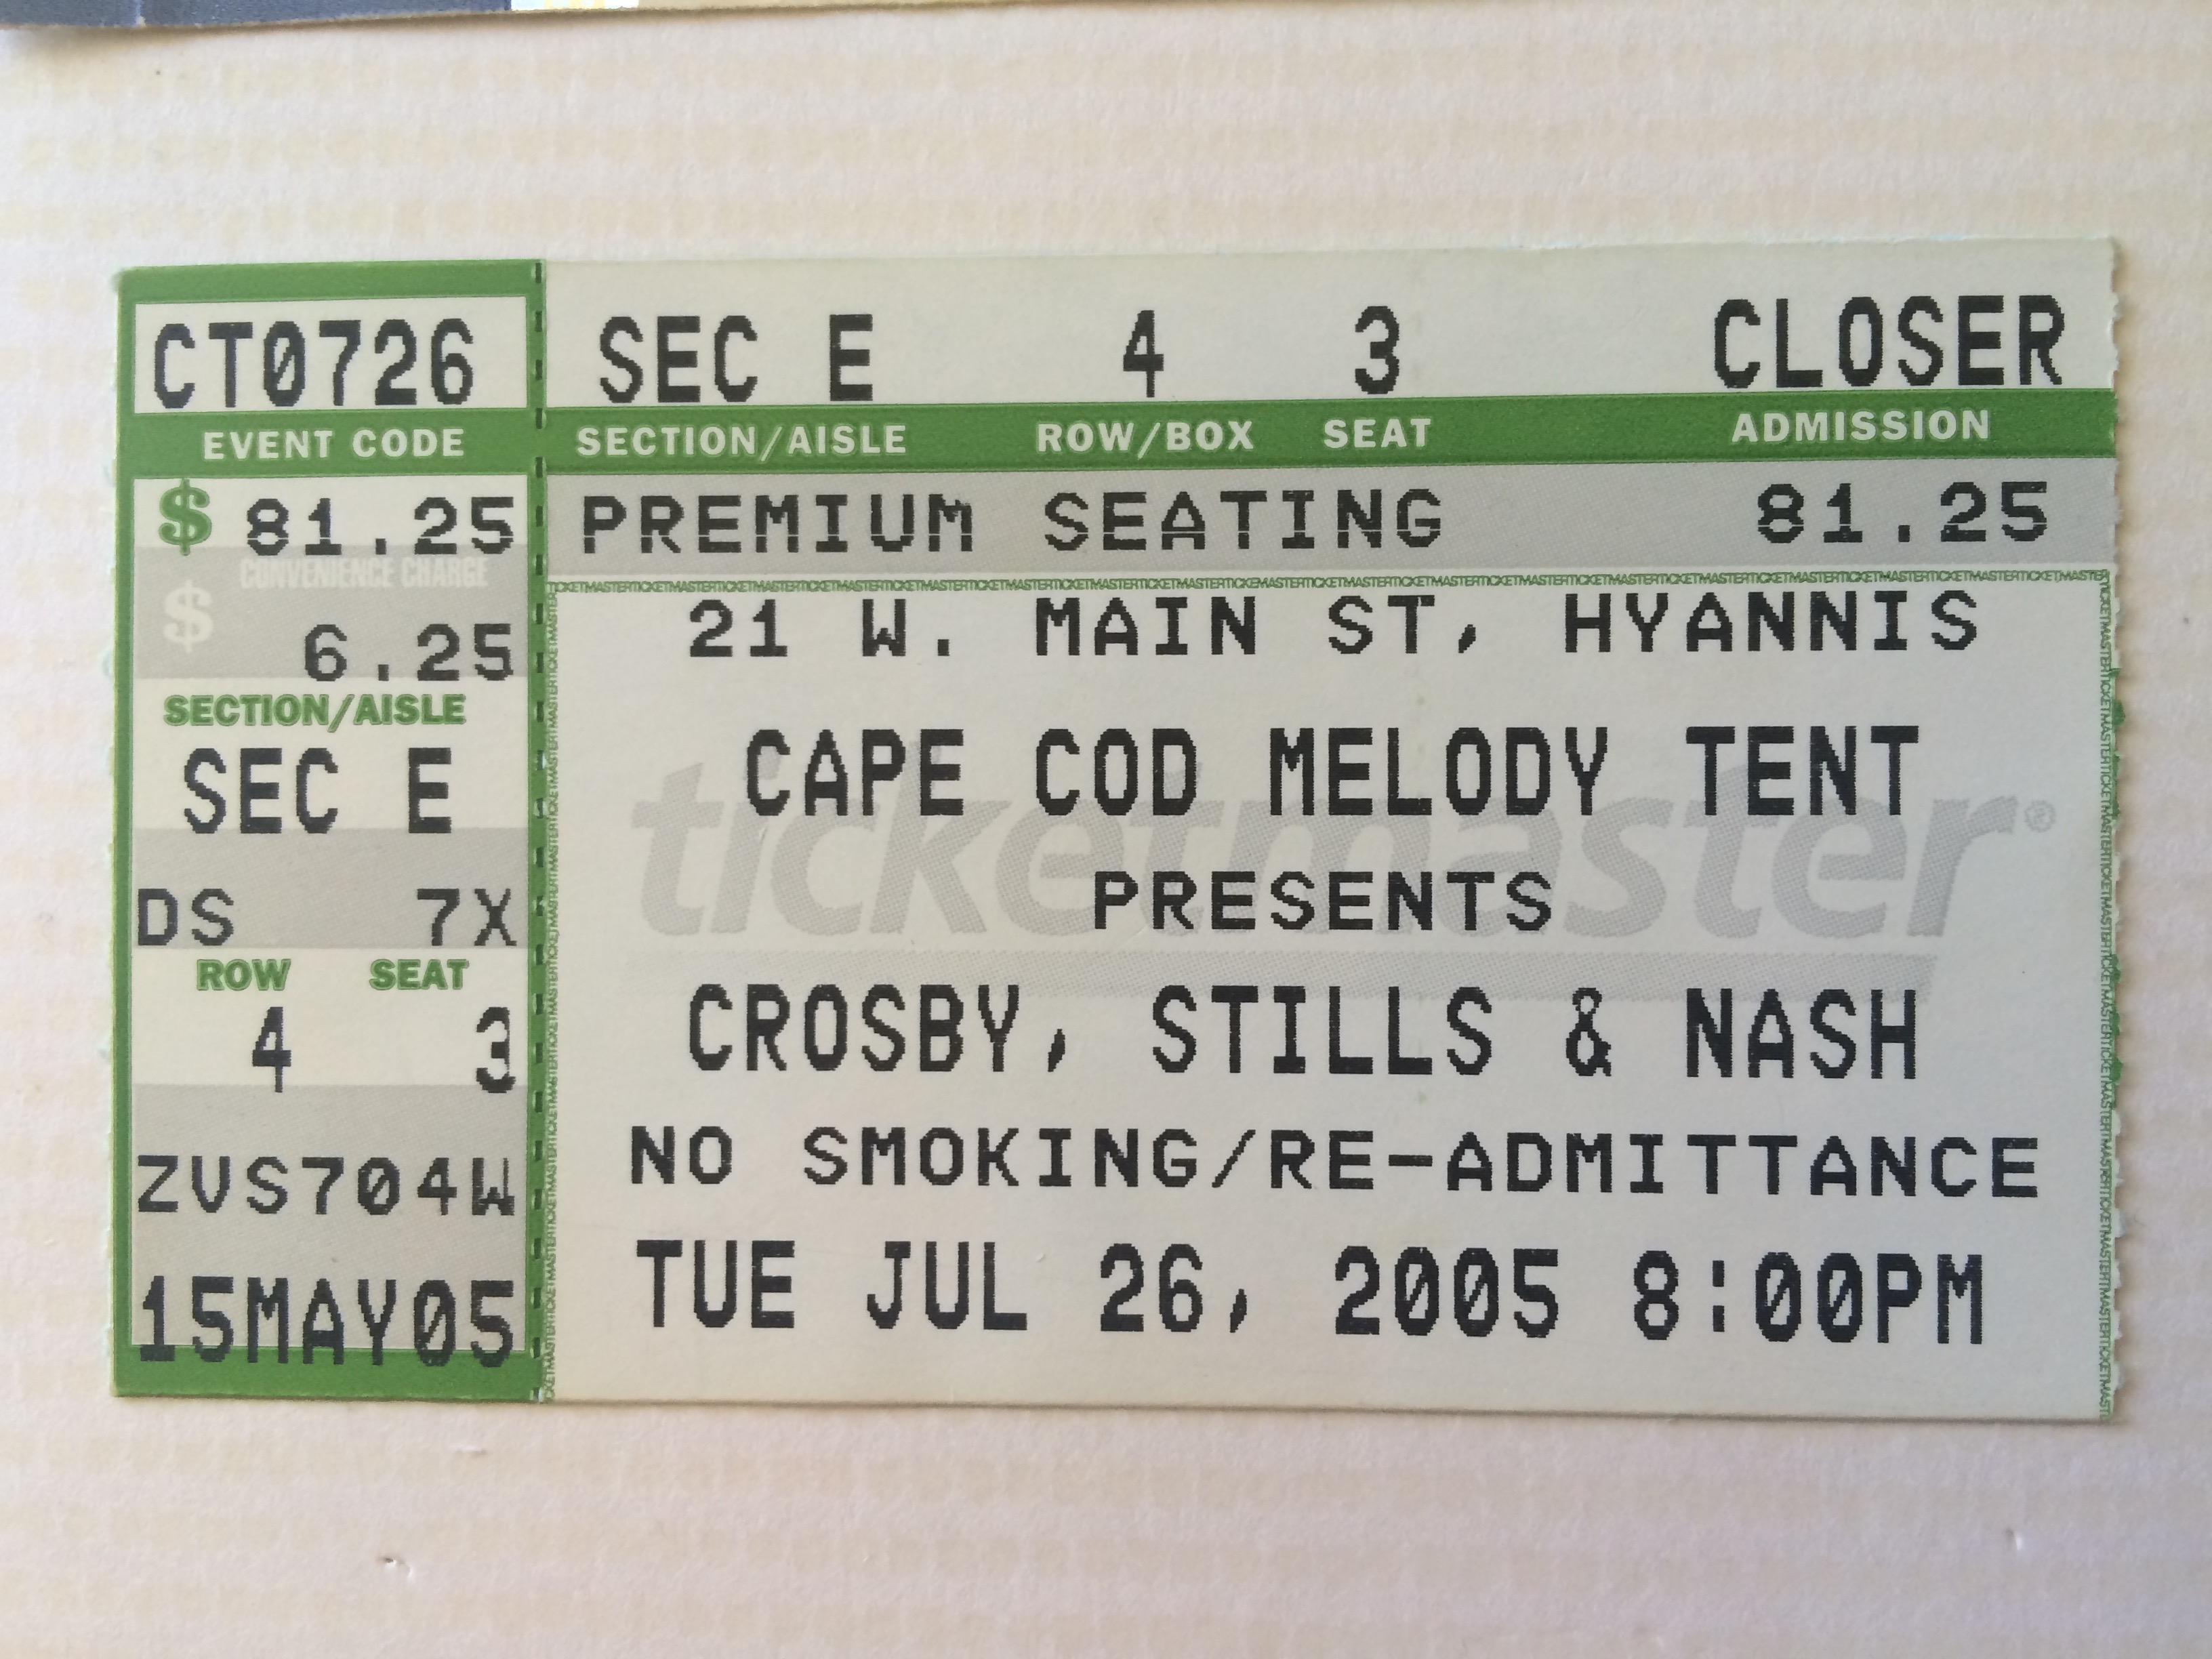 CT0726
EVENT CODE
$ 81.25
CONVENIENCE CHARGE
$ 6.25
SECTION/AISLE
SEC E
DS 7X
ROW SEAT
4 3
ZVS704W
15MAY05
SEC E 4 3 CLOSER
SECTION/AISLE ROW/BOX SEAT ADMISSION
PREMIUM SEATING 81.25
21 W. MAIN ST, HYANNIS
CAPE COD MELODY TENT
ticketmaster®
PRESENTS
CROSBY, STILLS & NASH
NO SMOKING/RE-ADMITTANCE
TUE JUL 26, 2005 8:00PM